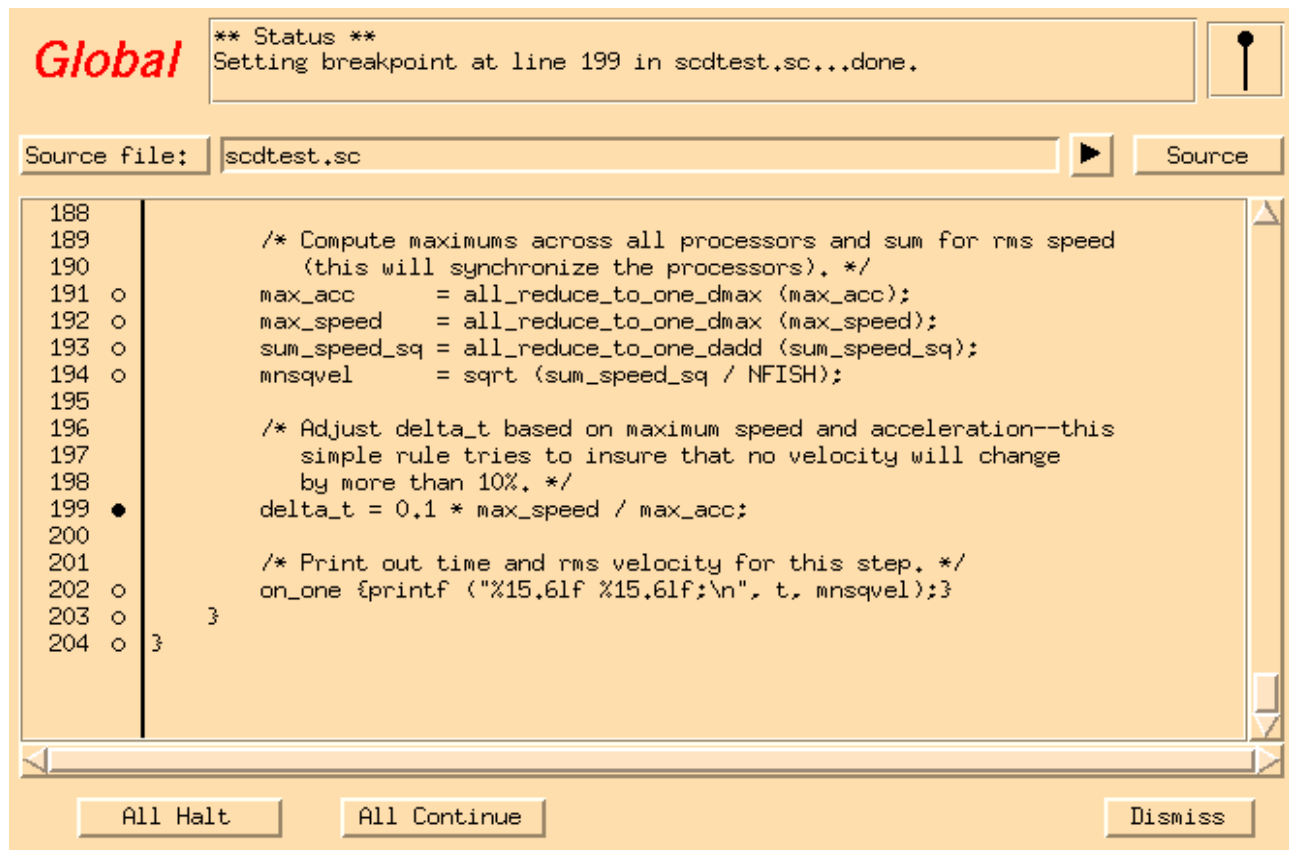 Global
** Status **
Setting breakpoint at line 199 in scdtest.sc...done.
Source file:
scdtest.sc
Source
188
189 /* Compute maximums across all processors and sum for rms speed
190 (this will synchronize the processors). */
191 max_acc = all_reduce_to_one_dmax (max_acc);
192 max_speed = all_reduce_to_one_dmax (max_speed);
193 sum_speed_sq = all_reduce_to_one_dadd (sum_speed_sq);
194 mnsqvel = sqrt (sum_speed_sq / NFISH);
195
196 /* Adjust delta_t based on maximum speed and acceleration--this
197 simple rule tries to insure that no velocity will change
198 by more than 10%. */
199 delta_t = 0.1 * max_speed / max_acc;
200
201 /* Print out time and rms velocity for this step. */
202 on_one {printf ("%15.6lf %15.6lf;\n", t, mnsqvel);}
203 }
204 }
All Halt
All Continue
Dismiss